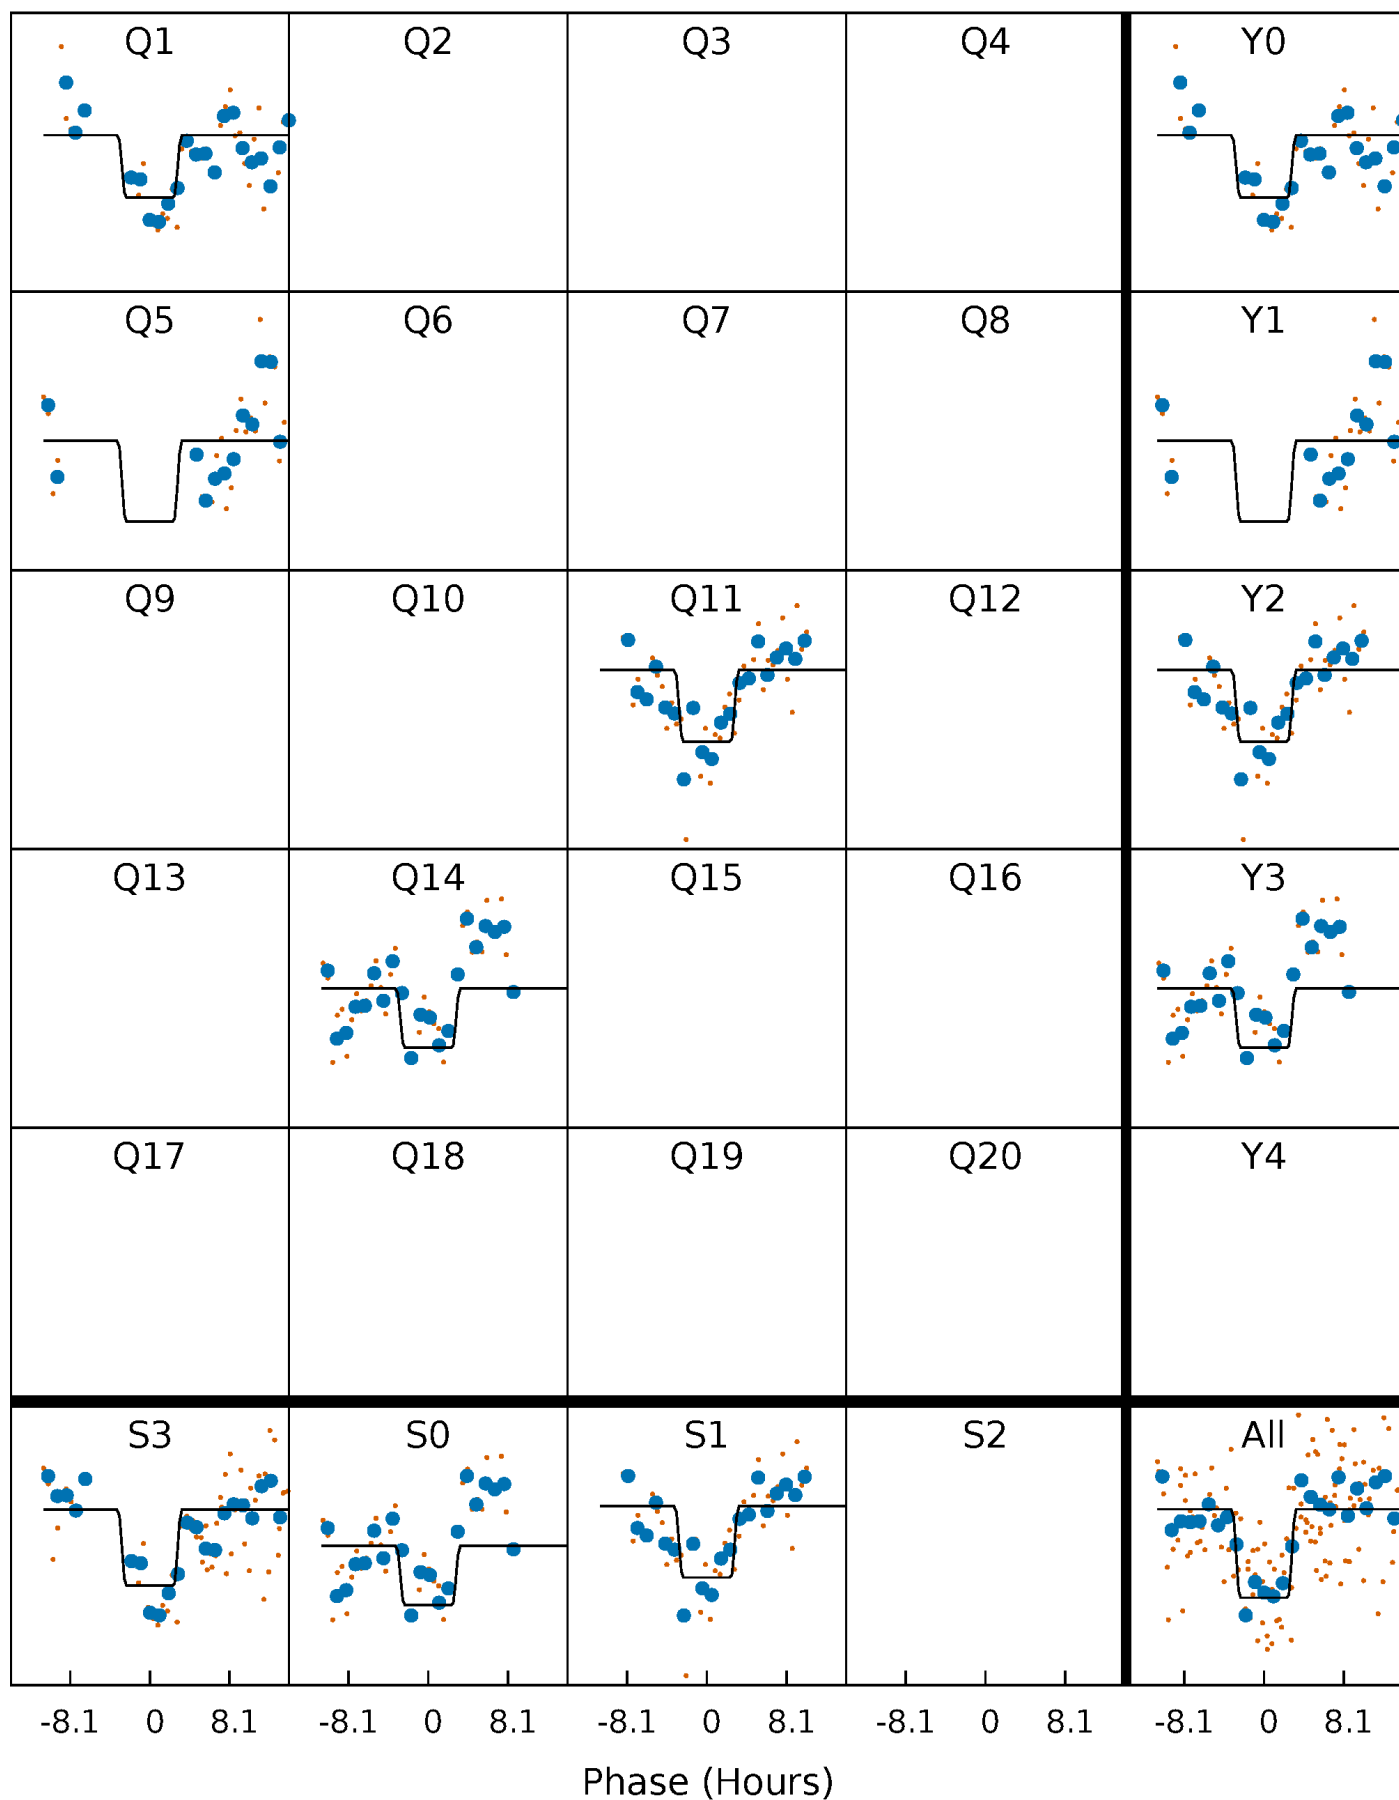 Q1 Q2 Q3 Q4 Y0
Q5 Q6 Q7 Q8 Y1
Q9 Q10 Q11 Q12 Y2
Q13 Q14 Q15 Q16 Y3
Q17 Q18 Q19 Q20 Y4
S3 S0 S1 S2 All
-8.1 0 8.1 -8.1 0 8.1 -8.1 0 8.1 -8.1 0 8.1 -8.1 0 8.1
Phase (Hours)